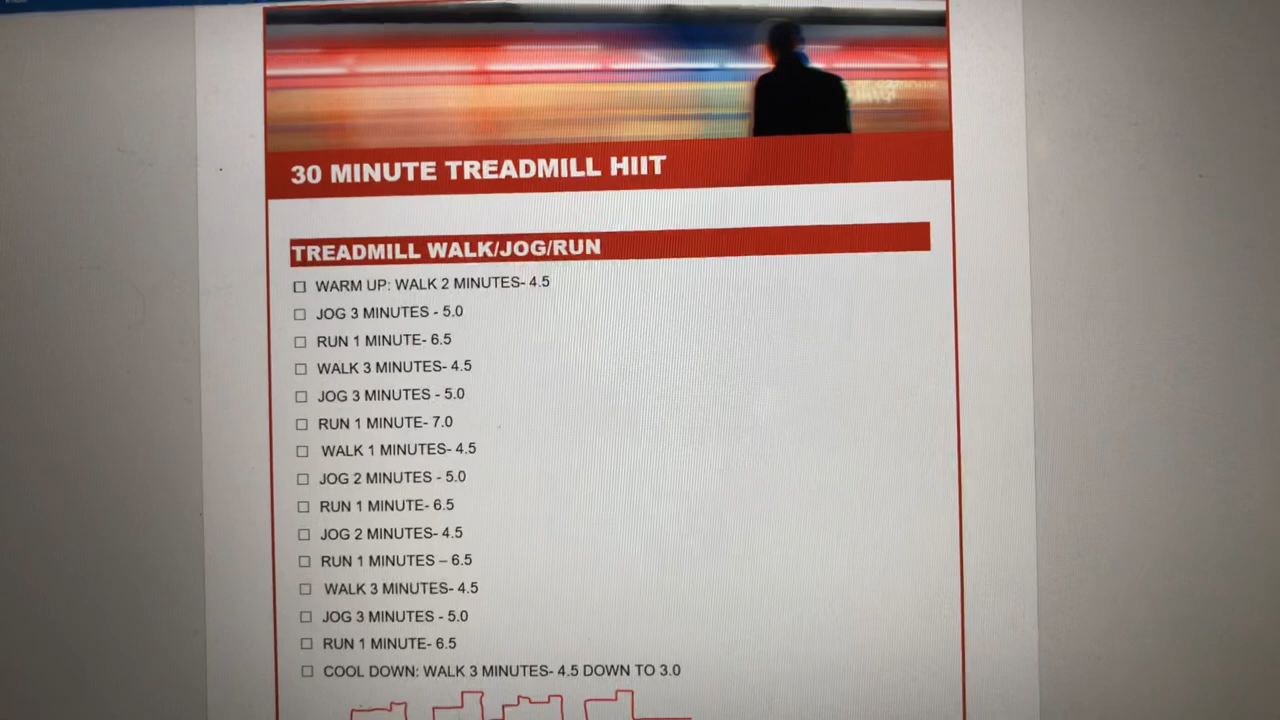 30 MINUTE TREADMILL HIIT
TREADMILL WALK/JOG/RUN
WARM UP: WALK 2 MINUTES- 4.5
JOG 3 MINUTES - 5.0
RUN 1 MINUTE- 6.5
WALK 3 MINUTES- 4.5
JOG 3 MINUTES - 5.0
RUN 1 MINUTE- 7.0
WALK 1 MINUTES- 4.5
JOG 2 MINUTES - 5.0
RUN 1 MINUTE- 6.5
JOG 2 MINUTES- 4.5
RUN 1 MINUTES – 6.5
WALK 3 MINUTES- 4.5
JOG 3 MINUTES - 5.0
RUN 1 MINUTE- 6.5
COOL DOWN: WALK 3 MINUTES- 4.5 DOWN TO 3.0